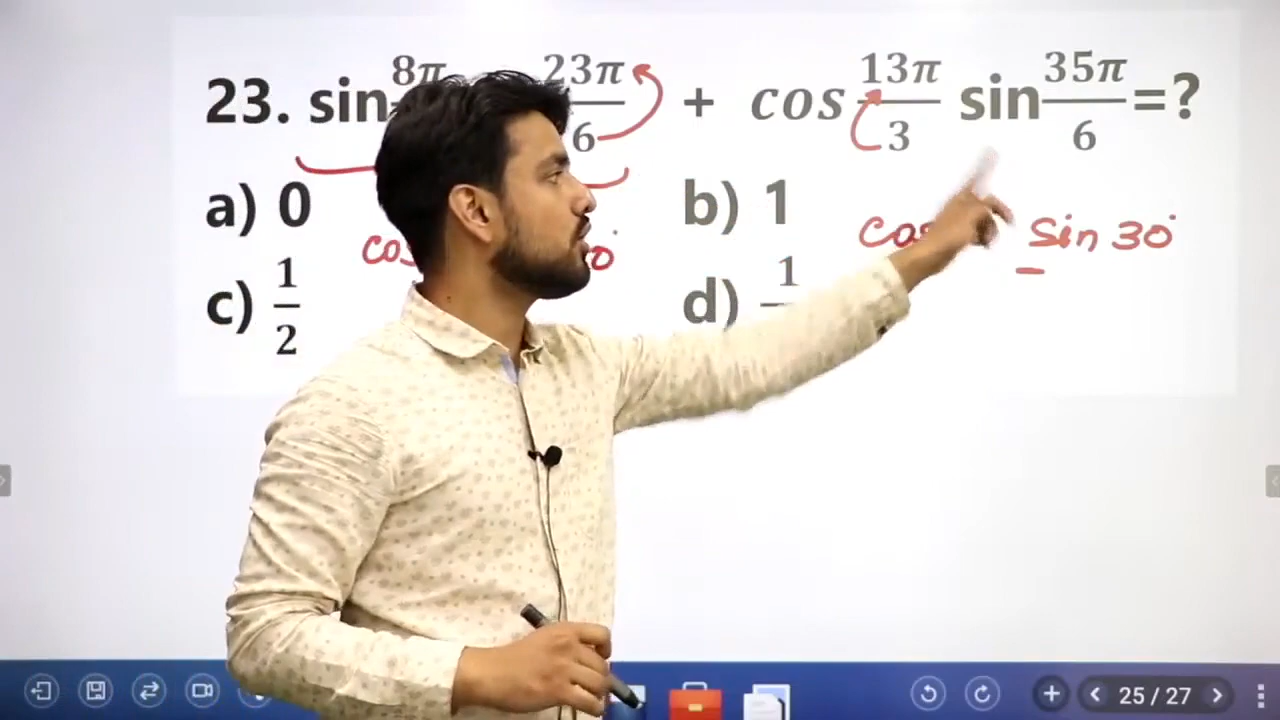 23. sin 8π 23π/6 + cos 13π/3 sin 35π/6 =?
a) 0 b) 1
cos sin 30°
c) 1/2 d) 1
25 / 27